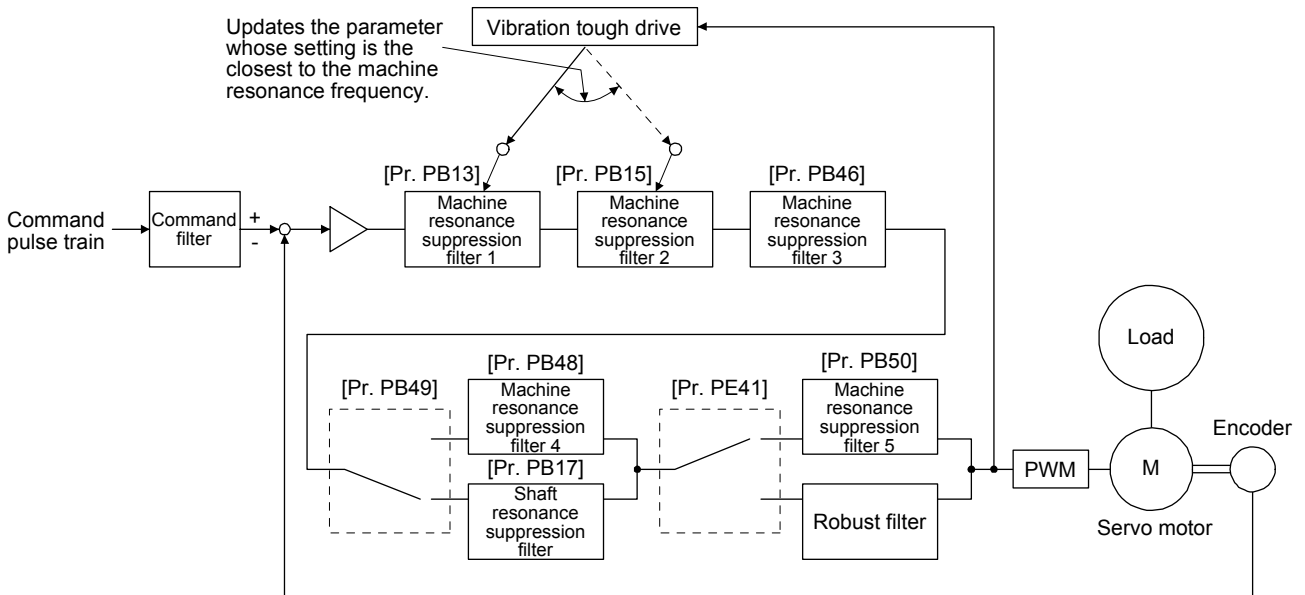 Updates the parameter
whose setting is the
closest to the machine
resonance frequency.
Vibration tough drive
[Pr. PB13]
[Pr. PB15]
[Pr. PB46]
Command
pulse train
Command
filter
+
-
Machine
resonance
suppression
filter 1
Machine
resonance
suppression
filter 2
Machine
resonance
suppression
filter 3
Load
[Pr. PB49]
[Pr. PB48]
Machine
resonance
suppression
filter 4
[Pr. PB17]
Shaft
resonance
suppression
filter
[Pr. PE41]
[Pr. PB50]
Machine
resonance
suppression
filter 5
Robust filter
PWM
M
Servo motor
Encoder